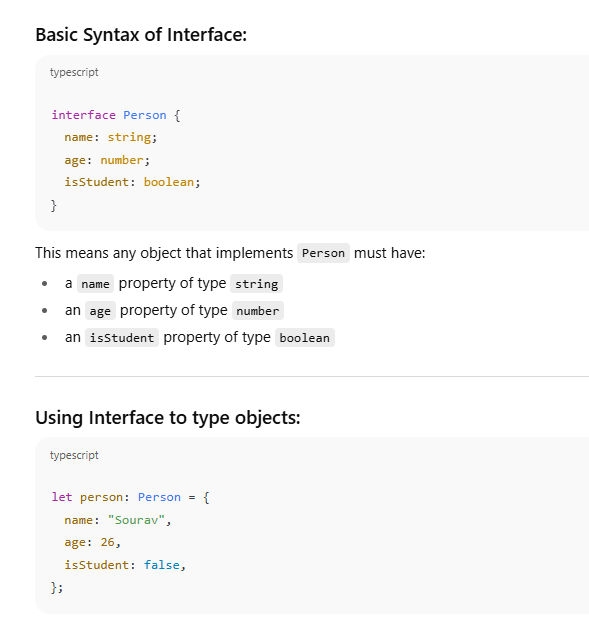 Basic Syntax of Interface:
typescript
interface Person {
  name: string;
  age: number;
  isStudent: boolean;
}
This means any object that implements Person must have:
• a name property of type string
• an age property of type number
• an isStudent property of type boolean
Using Interface to type objects:
typescript
let person: Person = {
  name: "Sourav",
  age: 26,
  isStudent: false,
};